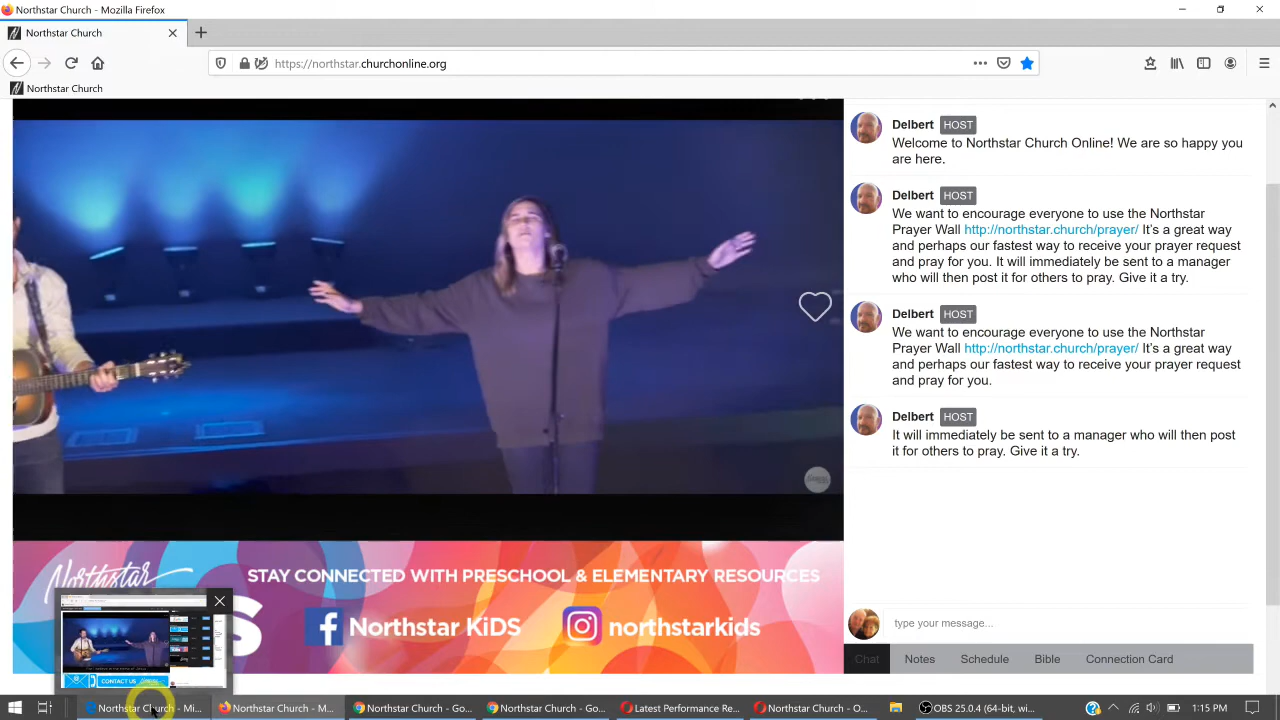 Northstar Church - Mozilla Firefox
Northstar Church
https://northstar.churchonline.org
Northstar Church
Delbert HOST
Welcome to Northstar Church Online! We are so happy you
are here.
Delbert HOST
We want to encourage everyone to use the Northstar
Prayer Wall http://northstar.church/prayer/ It's a great way
and perhaps our fastest way to receive your prayer request
and pray for you. It will immediately be sent to a manager
who will then post it for others to pray. Give it a try.
Delbert HOST
We want to encourage everyone to use the Northstar
Prayer Wall http://northstar.church/prayer/ It's a great way
and perhaps our fastest way to receive your prayer request
and pray for you.
Delbert HOST
It will immediately be sent to a manager who will then post
it for others to pray. Give it a try.
Northstar
STAY CONNECTED WITH PRESCHOOL & ELEMENTARY RESOURCES
Northstar KiDS
northstarkids
CONTACT US
type your message...
Chat Notes Schedule Bible Connection Card
Northstar Church - Mi...
Northstar Church - M...
Northstar Church - Go...
Northstar Church - Go...
Latest Performance Re...
Northstar Church - O...
OBS 25.0.4 (64-bit, wi...
1:15 PM